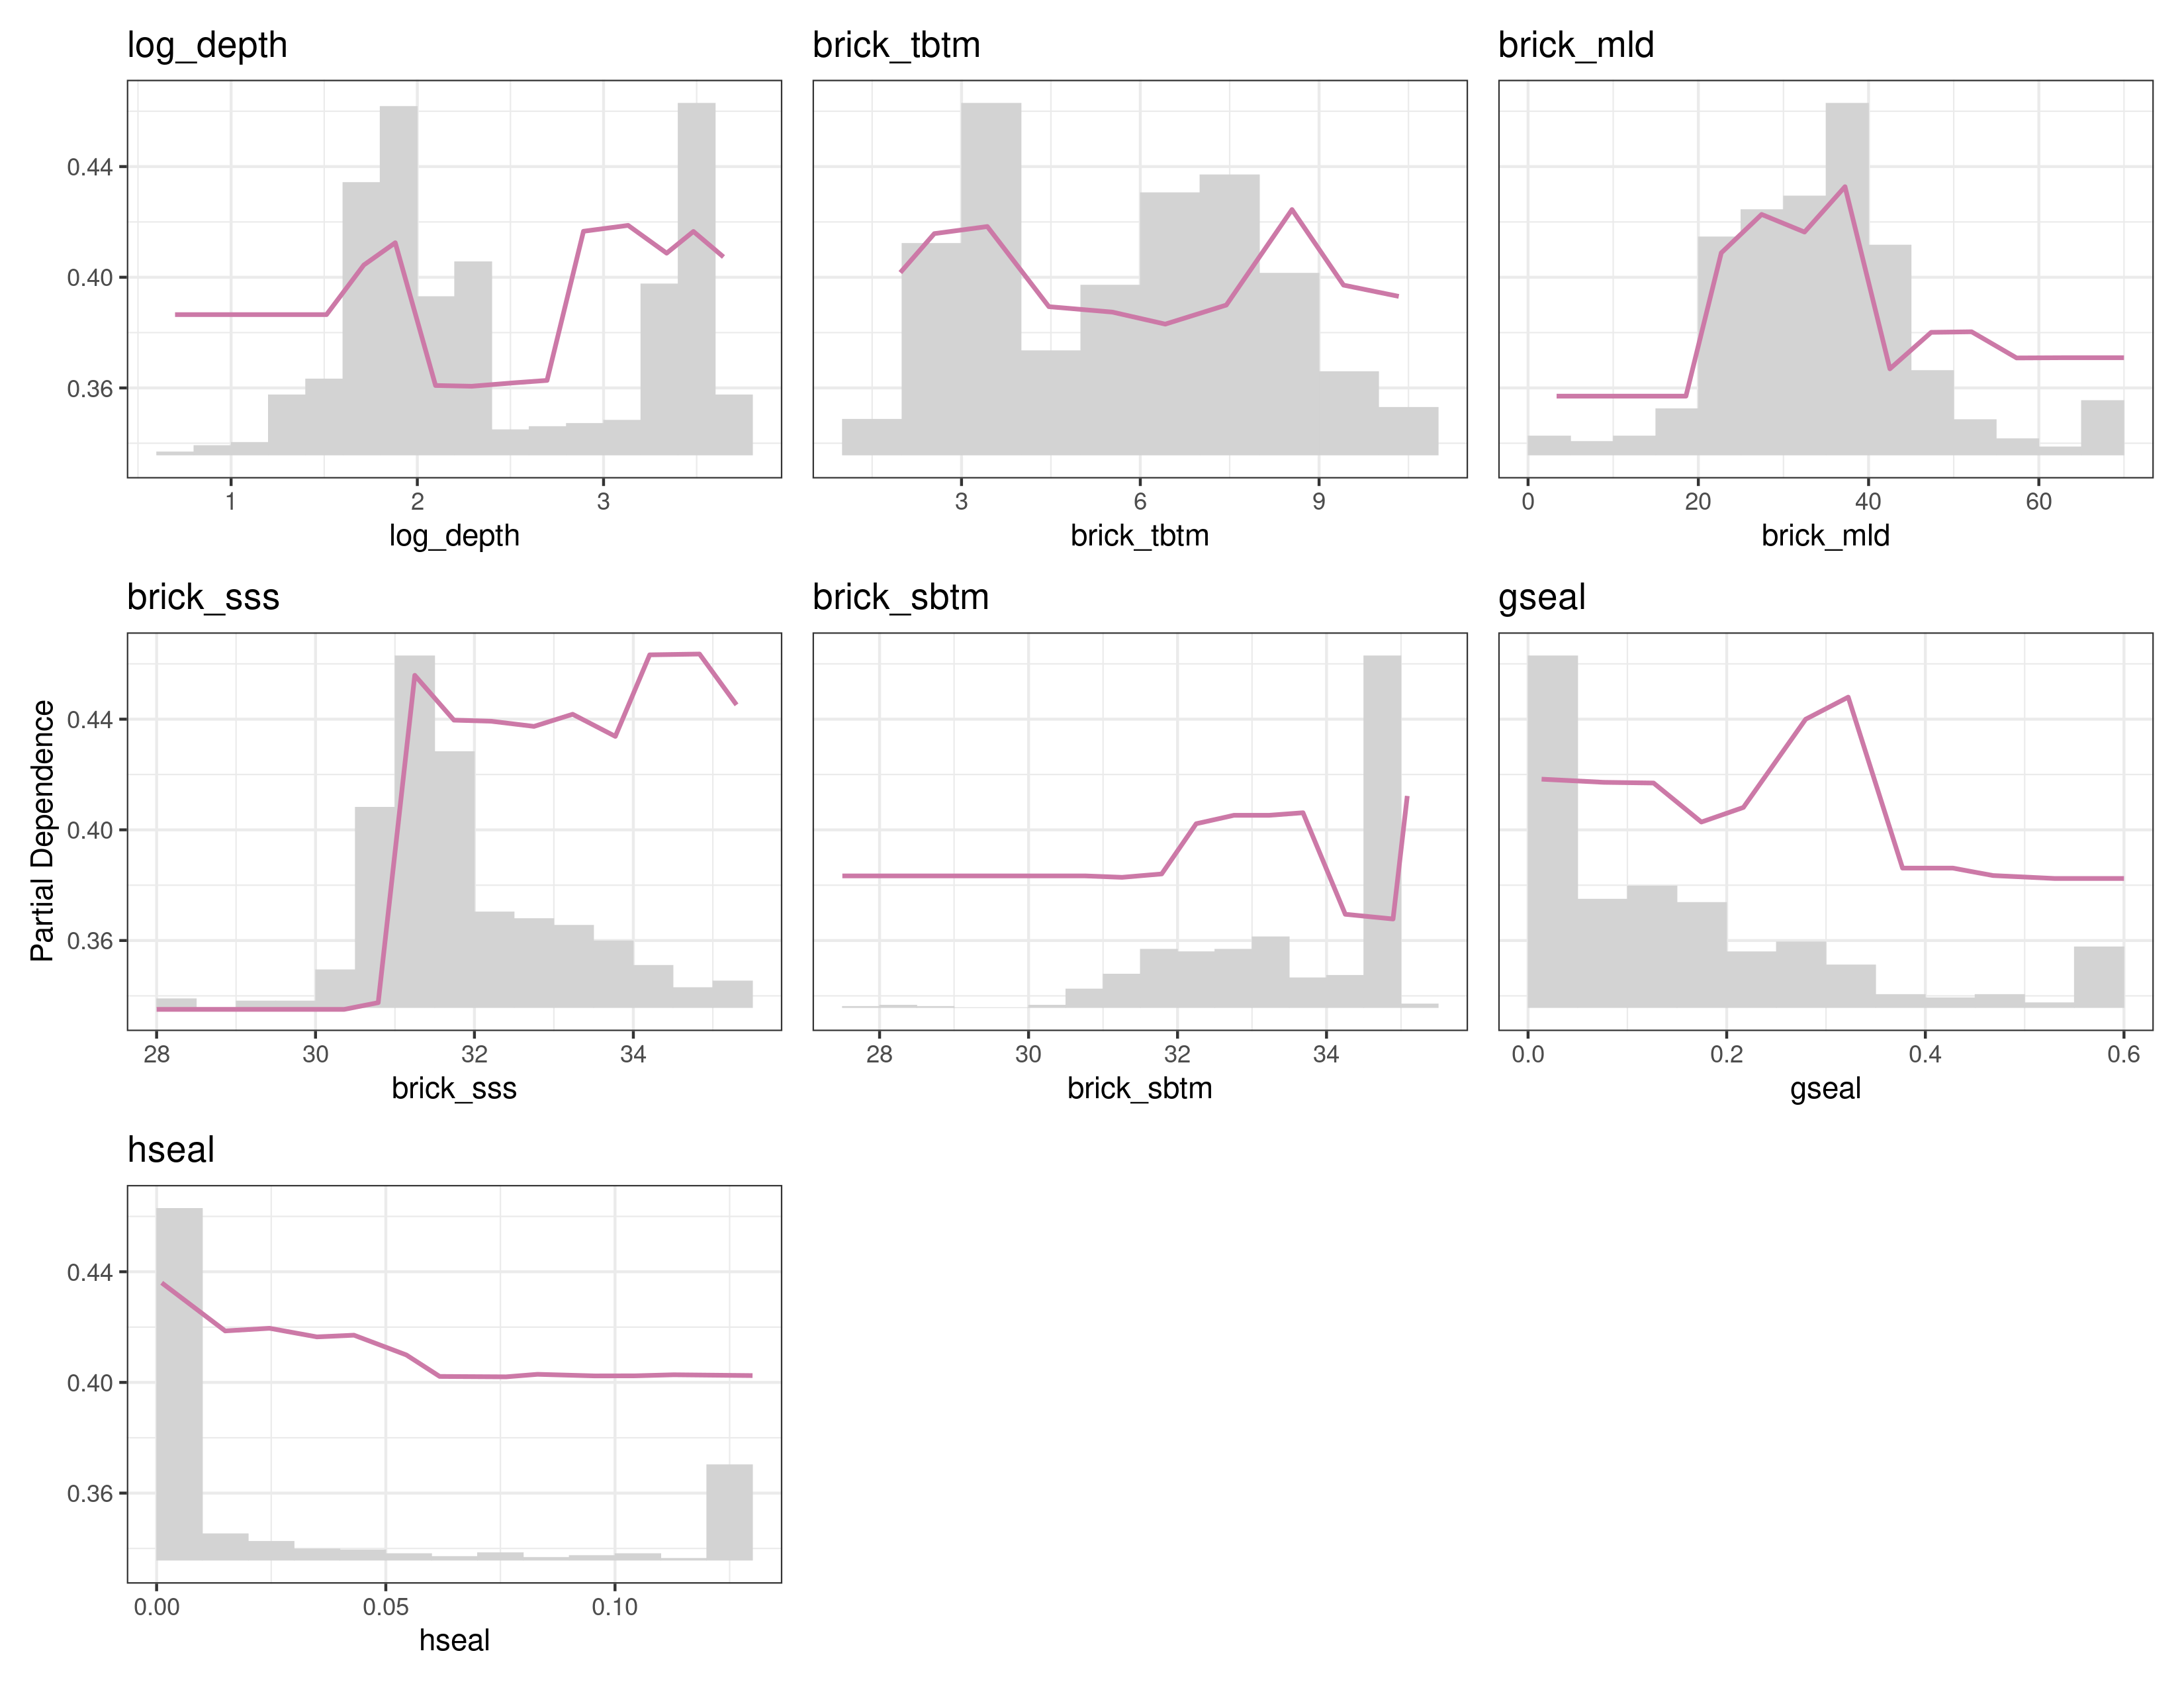 log_depth brick_tbtm brick_mld
0.44
0.40
0.36
1 2 3 3 6 9 0 20 40 60
log_depth brick_tbtm brick_mld
brick_sss brick_sbtm gseal
Partial Dependence
0.44
0.40
0.36
28 30 32 34 28 30 32 34 0.0 0.2 0.4 0.6
brick_sss brick_sbtm gseal
hseal
0.44
0.40
0.36
0.00 0.05 0.10
hseal